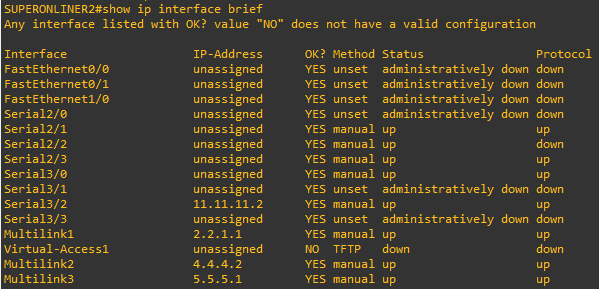 SUPERONLINER2#show ip interface brief
Any interface listed with OK? value "NO" does not have a valid configuration

Interface IP-Address OK? Method Status Protocol
FastEthernet0/0 unassigned YES unset administratively down down
FastEthernet0/1 unassigned YES unset administratively down down
FastEthernet1/0 unassigned YES unset administratively down down
Serial2/0 unassigned YES unset administratively down down
Serial2/1 unassigned YES manual up up
Serial2/2 unassigned YES manual up down
Serial2/3 unassigned YES manual up up
Serial3/0 unassigned YES manual up up
Serial3/1 unassigned YES unset administratively down down
Serial3/2 11.11.11.2 YES manual up up
Serial3/3 unassigned YES unset administratively down down
Multilink1 2.2.1.1 YES manual up up
Virtual-Access1 unassigned NO TFTP down down
Multilink2 4.4.4.2 YES manual up up
Multilink3 5.5.5.1 YES manual up up